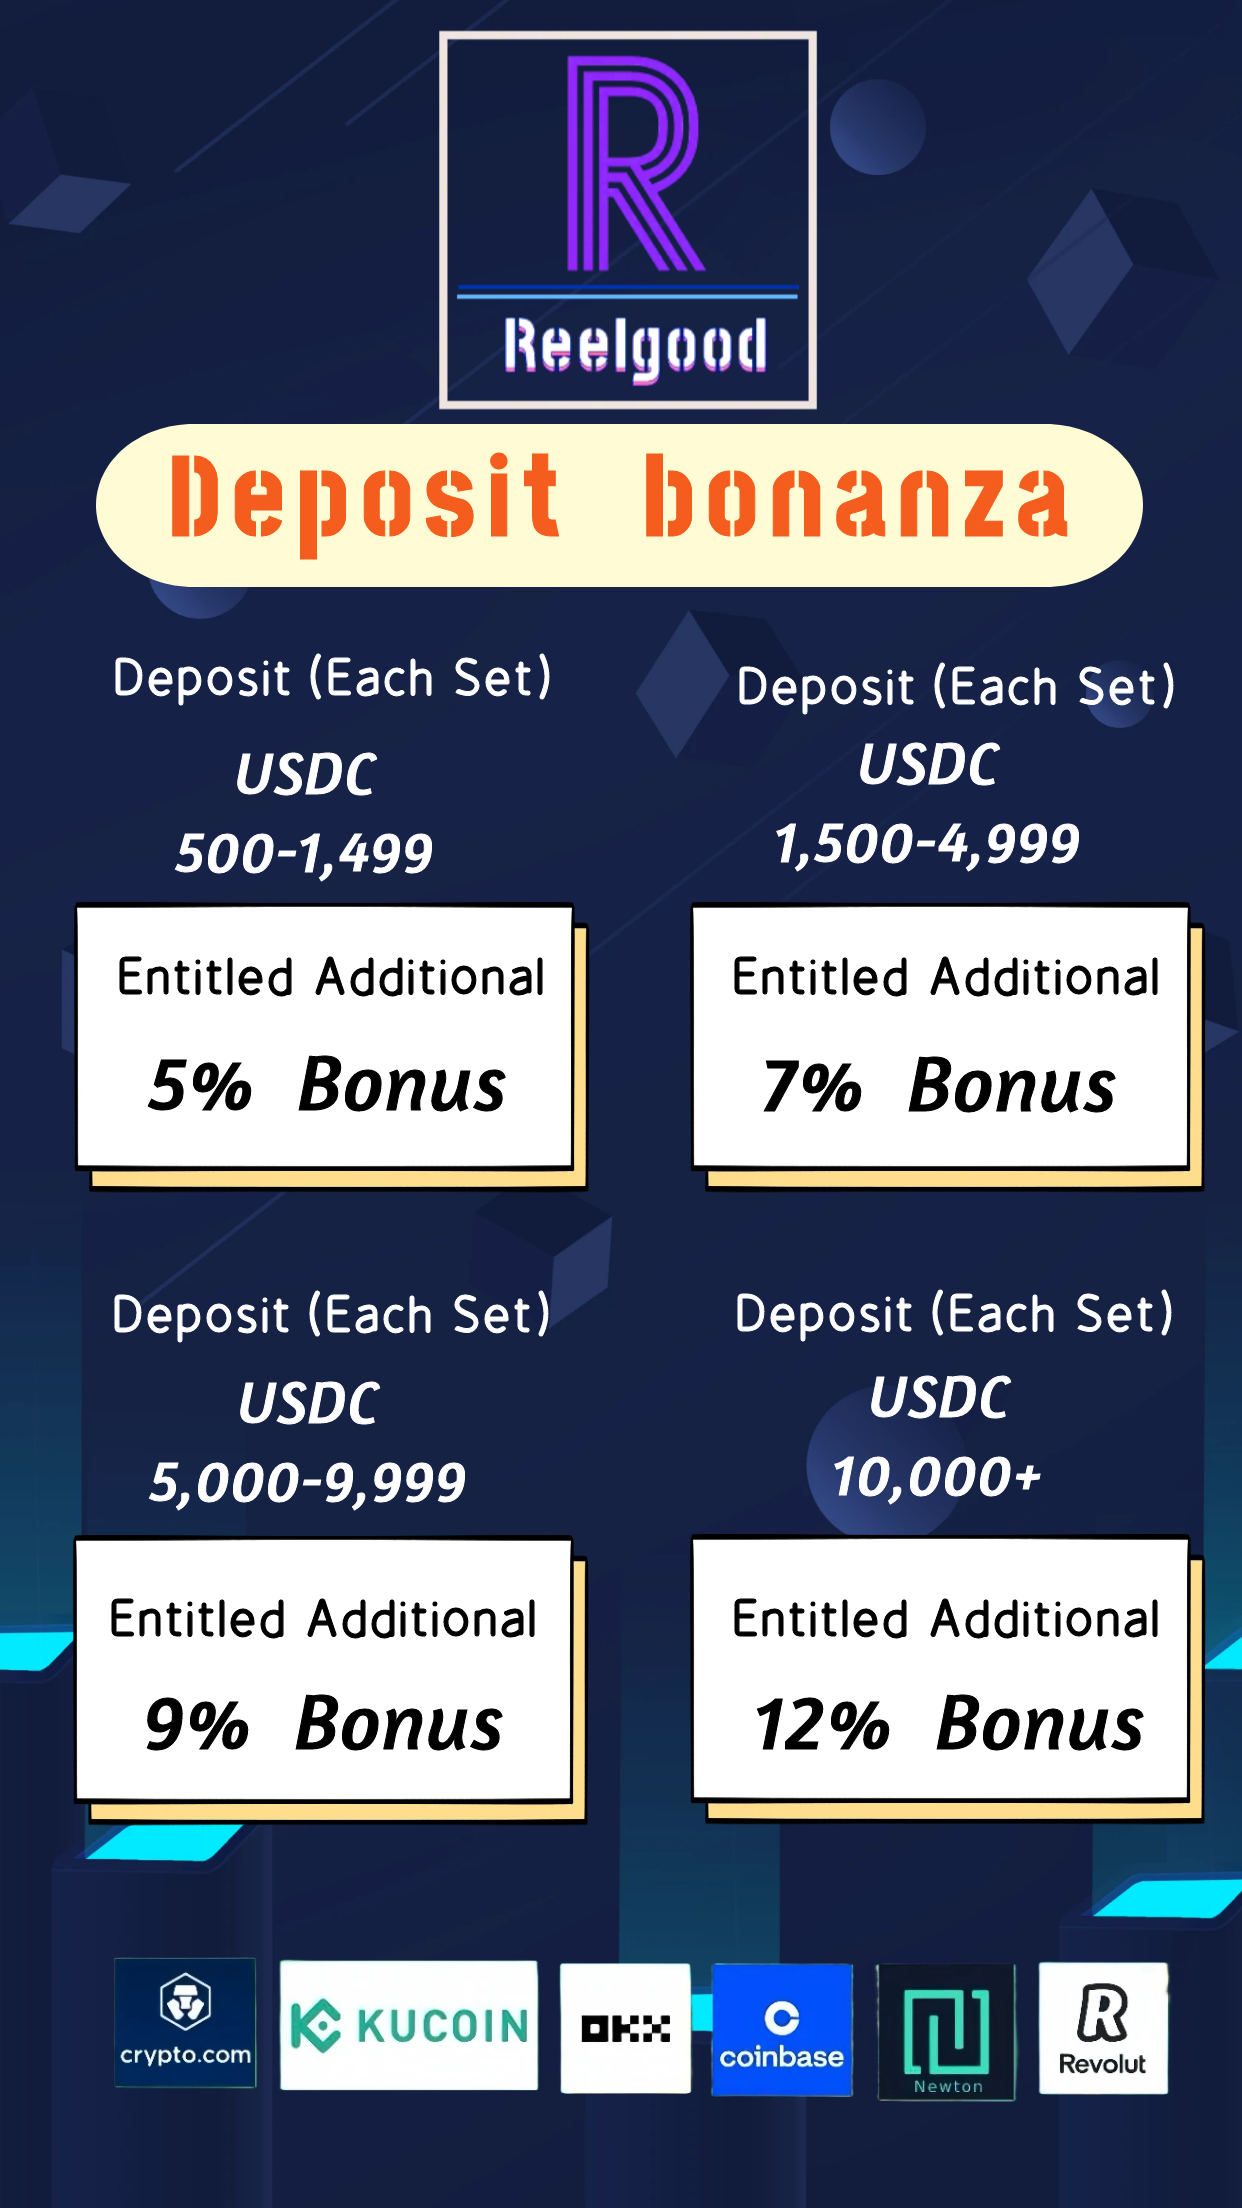 R
Reelgood
Deposit bonanza
Deposit (Each Set)
USDC
500-1,499
Entitled Additional
5% Bonus
Deposit (Each Set)
USDC
1,500-4,999
Entitled Additional
7% Bonus
Deposit (Each Set)
USDC
5,000-9,999
Entitled Additional
9% Bonus
Deposit (Each Set)
USDC
10,000+
Entitled Additional
12% Bonus
crypto.com
KUCOIN
OKX
coinbase
Newton
R
Revolut